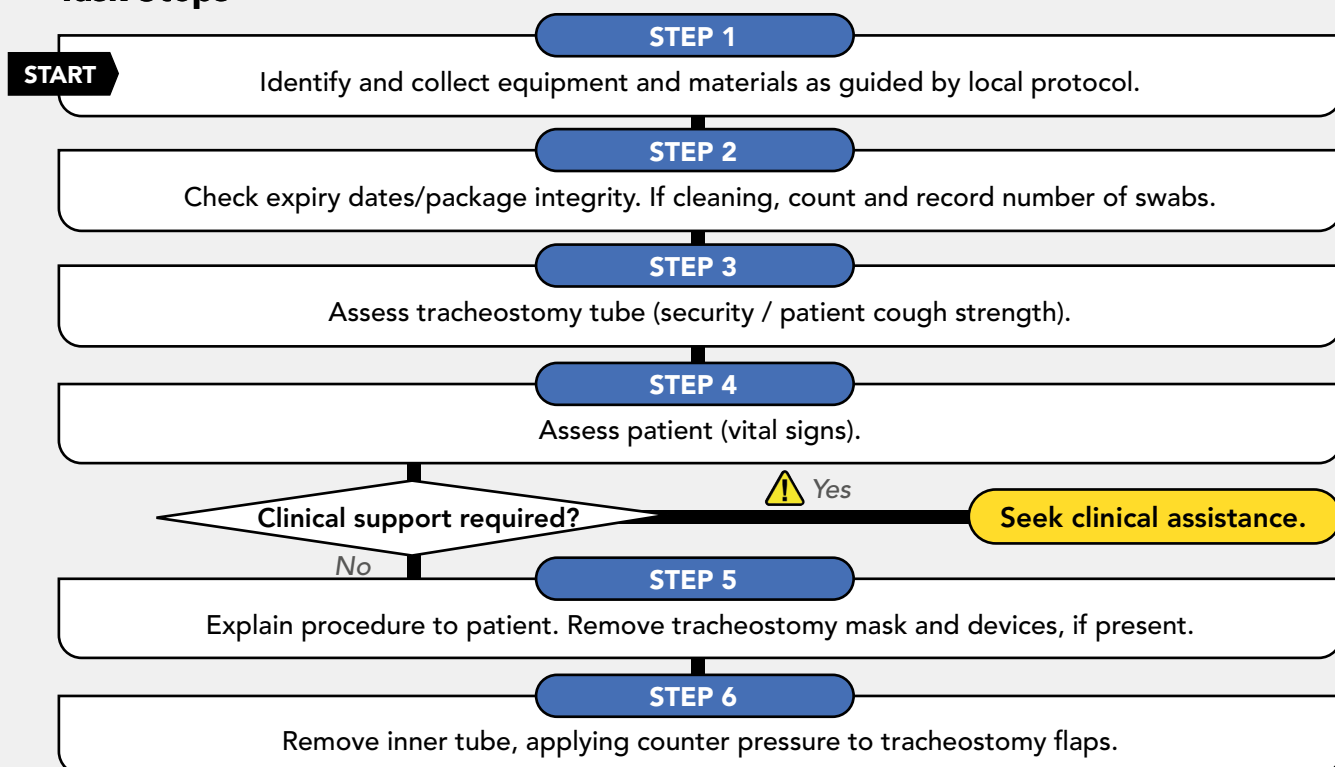 Task Steps
STEP 1
START
Identify and collect equipment and materials as guided by local protocol.
STEP 2
Check expiry dates/package integrity. If cleaning, count and record number of swabs.
STEP 3
Assess tracheostomy tube (security / patient cough strength).
STEP 4
Assess patient (vital signs).
Clinical support required?
Yes
Seek clinical assistance.
No
STEP 5
Explain procedure to patient. Remove tracheostomy mask and devices, if present.
STEP 6
Remove inner tube, applying counter pressure to tracheostomy flaps.